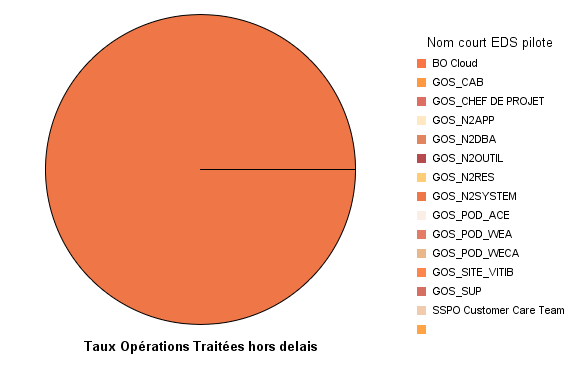 Nom court EDS pilote
BO Cloud
GOS_CAB
GOS_CHEF DE PROJET
GOS_N2APP
GOS_N2DBA
GOS_N2OUTIL
GOS_N2RES
GOS_N2SYSTEM
GOS_POD_ACE
GOS_POD_WEA
GOS_POD_WECA
GOS_SITE_VITIB
GOS_SUP
SSPO Customer Care Team
Taux Opérations Traitées hors delais